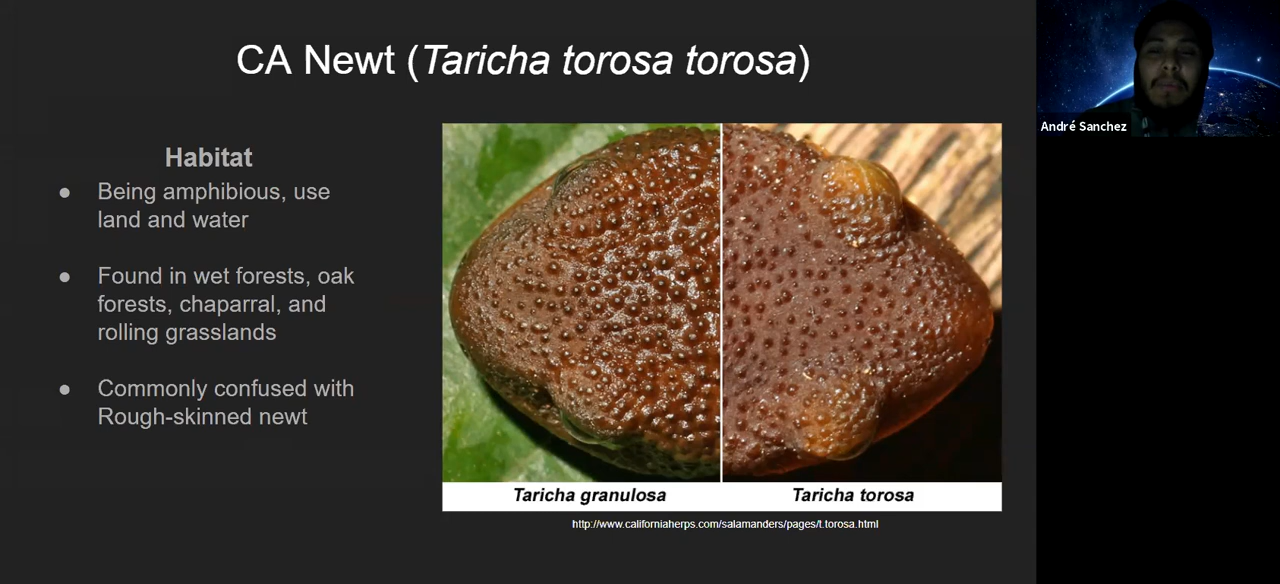 CA Newt (Taricha torosa torosa)
André Sanchez
Habitat
● Being amphibious, use
land and water
● Found in wet forests, oak
forests, chaparral, and
rolling grasslands
● Commonly confused with
Rough-skinned newt
Taricha granulosa
Taricha torosa
http://www.californiaherps.com/salamanders/pages/t.torosa.html